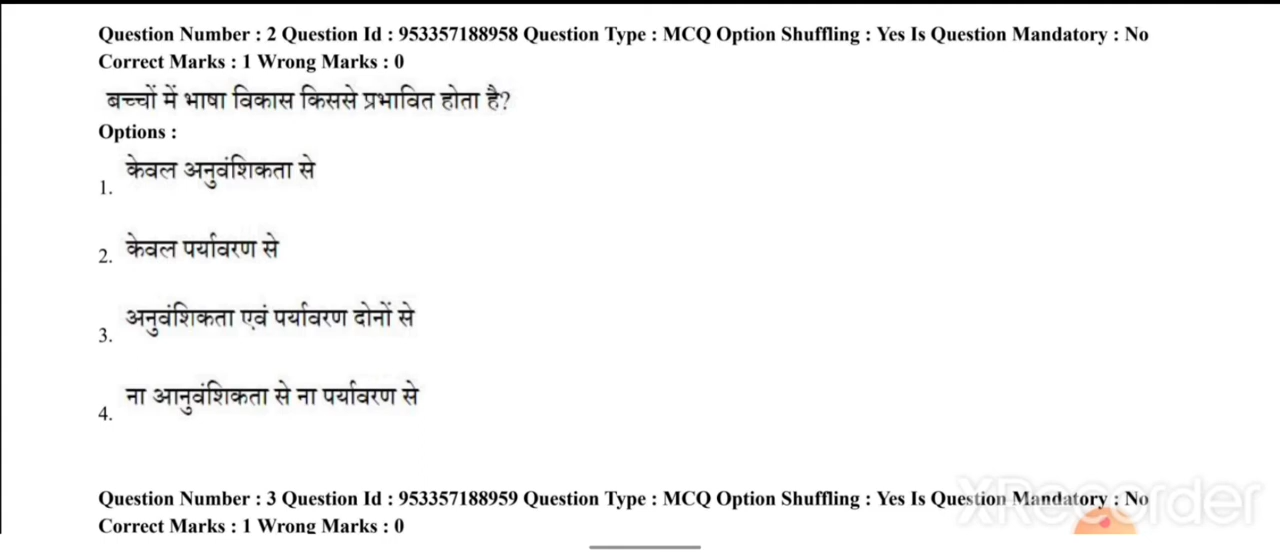 Question Number : 2 Question Id : 953357188958 Question Type : MCQ Option Shuffling : Yes Is Question Mandatory : No
Correct Marks : 1 Wrong Marks : 0
बच्चों में भाषा विकास किससे प्रभावित होता है?
Options :
1. केवल अनुवंशिकता से
2. केवल पर्यावरण से
3. अनुवंशिकता एवं पर्यावरण दोनों से
4. ना आनुवंशिकता से ना पर्यावरण से
Question Number : 3 Question Id : 953357188959 Question Type : MCQ Option Shuffling : Yes Is Question Mandatory : No
Correct Marks : 1 Wrong Marks : 0
XRecorder